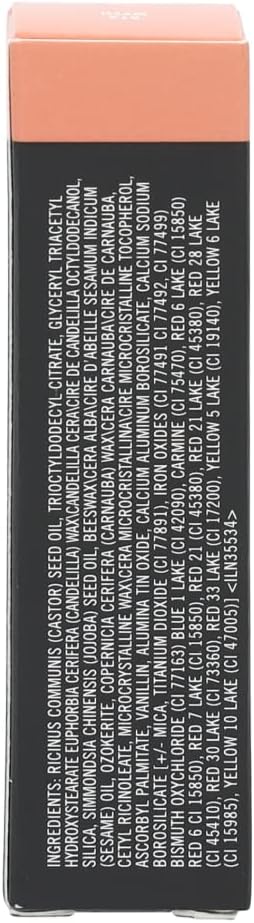 INGREDIENTS: RICINUS COMMUNIS (CASTOR) SEED OIL, TRIOCTYLDODECYL CITRATE, GLYCERYL TRIACETYL
HYDROXYSTEARATE EUPHORBIA CERIFERA (CANDELILLA) WAX\CANDELILLA CERA\CIRE DE CANDELILLA OCTYLDODECANOL,
SILICA, SIMMONDSIA CHINENSIS (JOJOBA) SEED OIL, BEESWAX\CERA ALBA\CIRE D'ABEILLE SESAMUM INDICUM
(SESAME) OIL, OZOKERITE, COPERNICIA CERIFERA (CARNAUBA) WAX\CERA CARNAUBA\CIRE DE CARNAUBA,
CETYL RICINOLEATE, MICROCRYSTALLINE WAX\CERA MICROCRISTALLINA\CIRE MICROCRISTALLINE TOCOPHEROL,
ASCORBYL PALMITATE, VANILLIN, ALUMINA TIN OXIDE, CALCIUM ALUMINUM BOROSILICATE, CALCIUM SODIUM
BOROSILICATE [+/- MICA, TITANIUM DIOXIDE (CI 77891), IRON OXIDES (CI 77491 CI 77492, CI 77499)
BISMUTH OXYCHLORIDE (CI 77163) BLUE 1 LAKE (CI 42090), CARMINE (CI 75470), RED 6 LAKE (CI 15850)
RED 6 (CI 15850), RED 7 LAKE (CI 15850), RED 21 (CI 45380), RED 21 LAKE (CI 45380), RED 28 LAKE
(CI 45410), RED 30 LAKE (CI 73360), RED 33 LAKE (CI 17200), YELLOW 5 LAKE (CI 19140), YELLOW 6 LAKE
(CI 15985), YELLOW 10 LAKE (CI 47005)] <ILN35534>